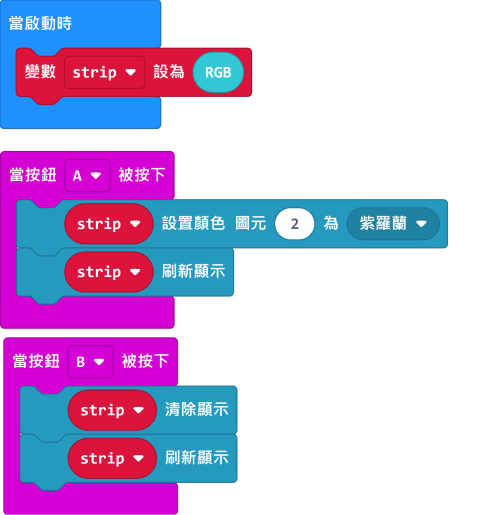 當啟動時
變數 strip 設為 RGB
當按鈕 A 被按下
strip 設置顏色 圖元 2 為 紫羅蘭
strip 刷新顯示
當按鈕 B 被按下
strip 清除顯示
strip 刷新顯示